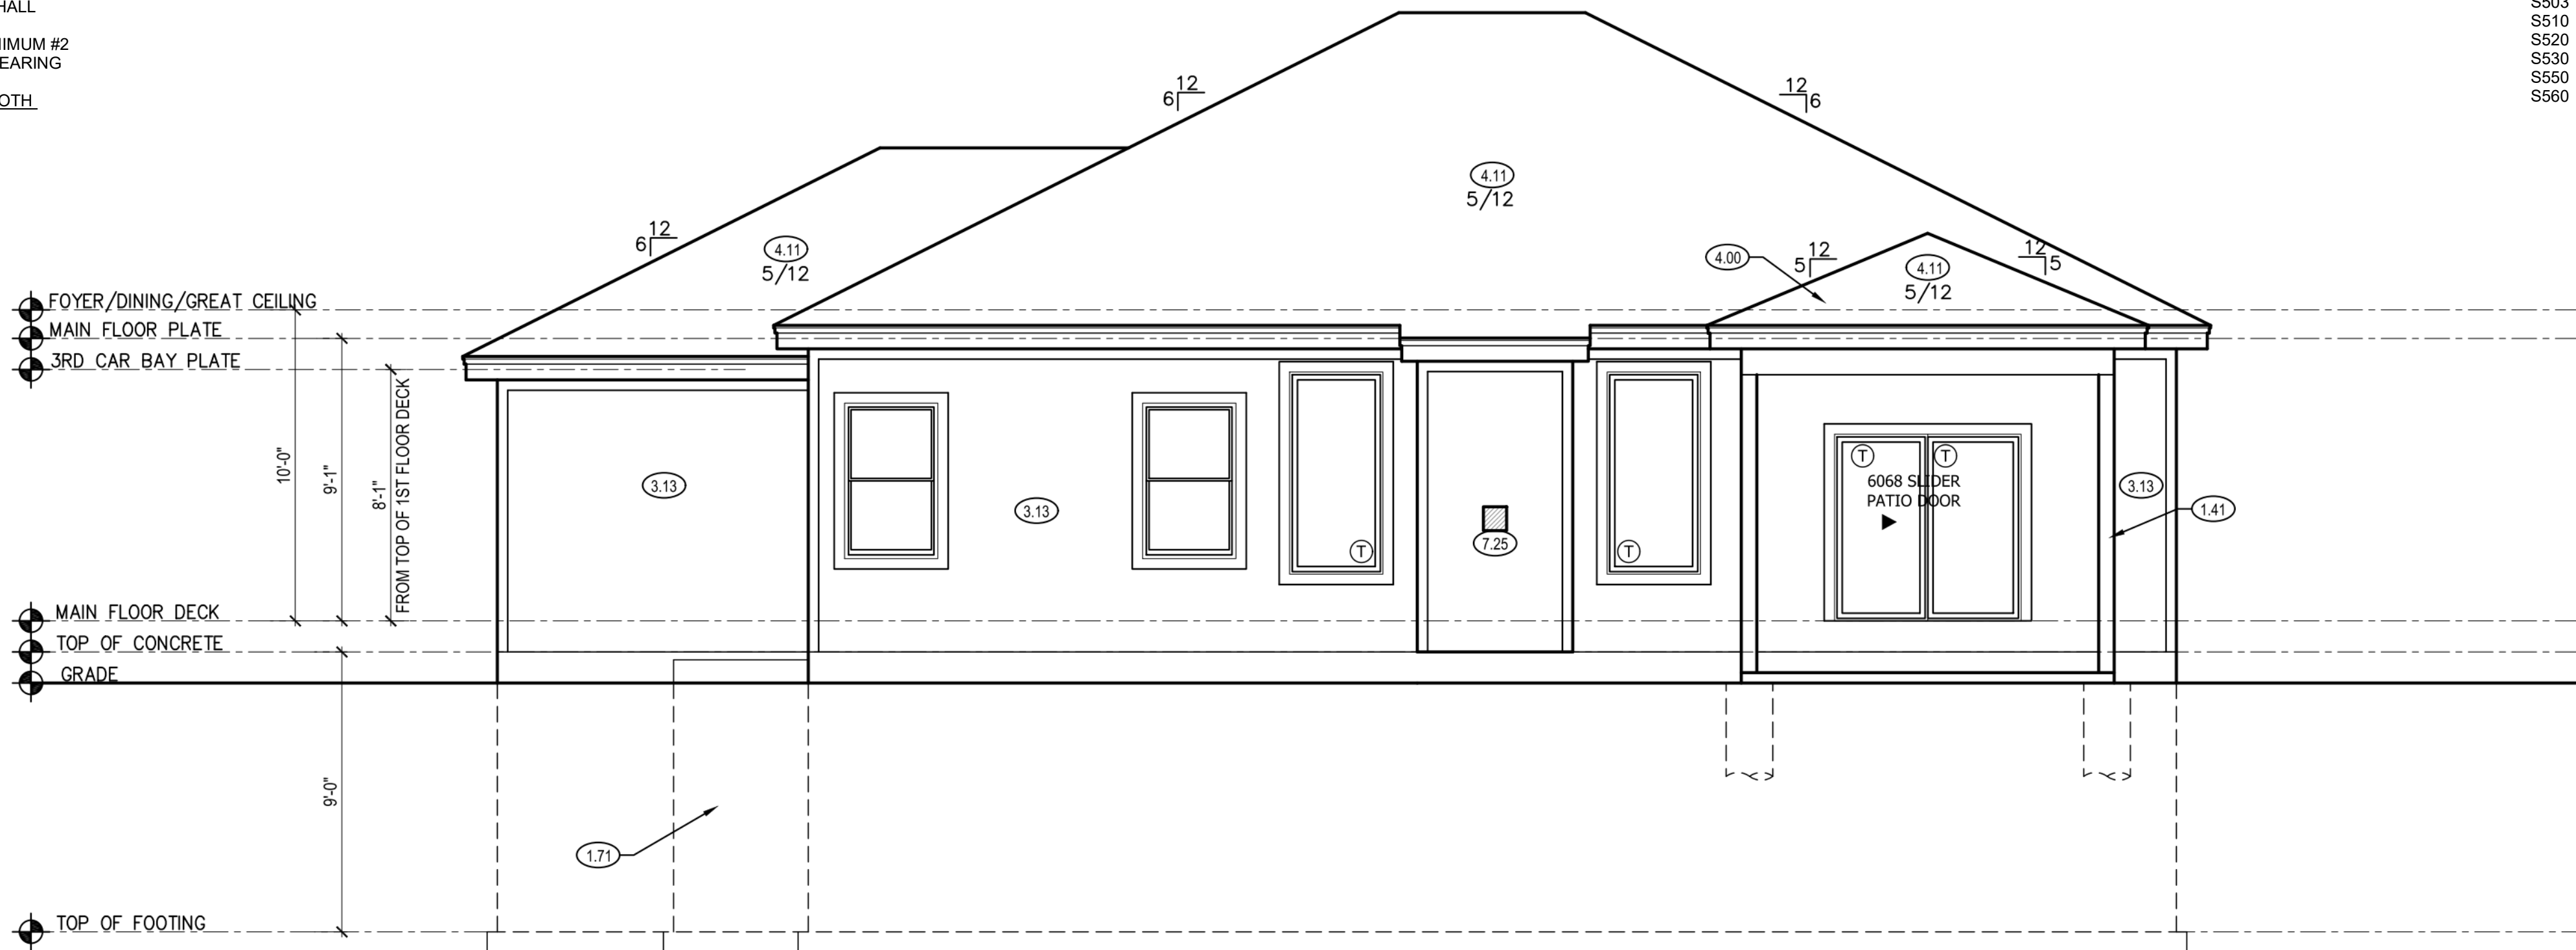 HALL
IMUM #2
EARING
OTH
S503
S510
S520
S530
S550
S560
12
6
12
6
4.11
5/12
12
6
4.11
5/12
4.00
12
5
12
5
4.11
5/12
FOYER/DINING/GREAT CEILING
MAIN FLOOR PLATE
3RD CAR BAY PLATE
10'-0"
9'-1"
8'-1"
FROM TOP OF 1ST FLOOR DECK
3.13
3.13
T
7.25
T
T
T
6068 SLIDER
PATIO DOOR
3.13
1.41
MAIN FLOOR DECK
TOP OF CONCRETE
GRADE
9'-0"
1.71
TOP OF FOOTING